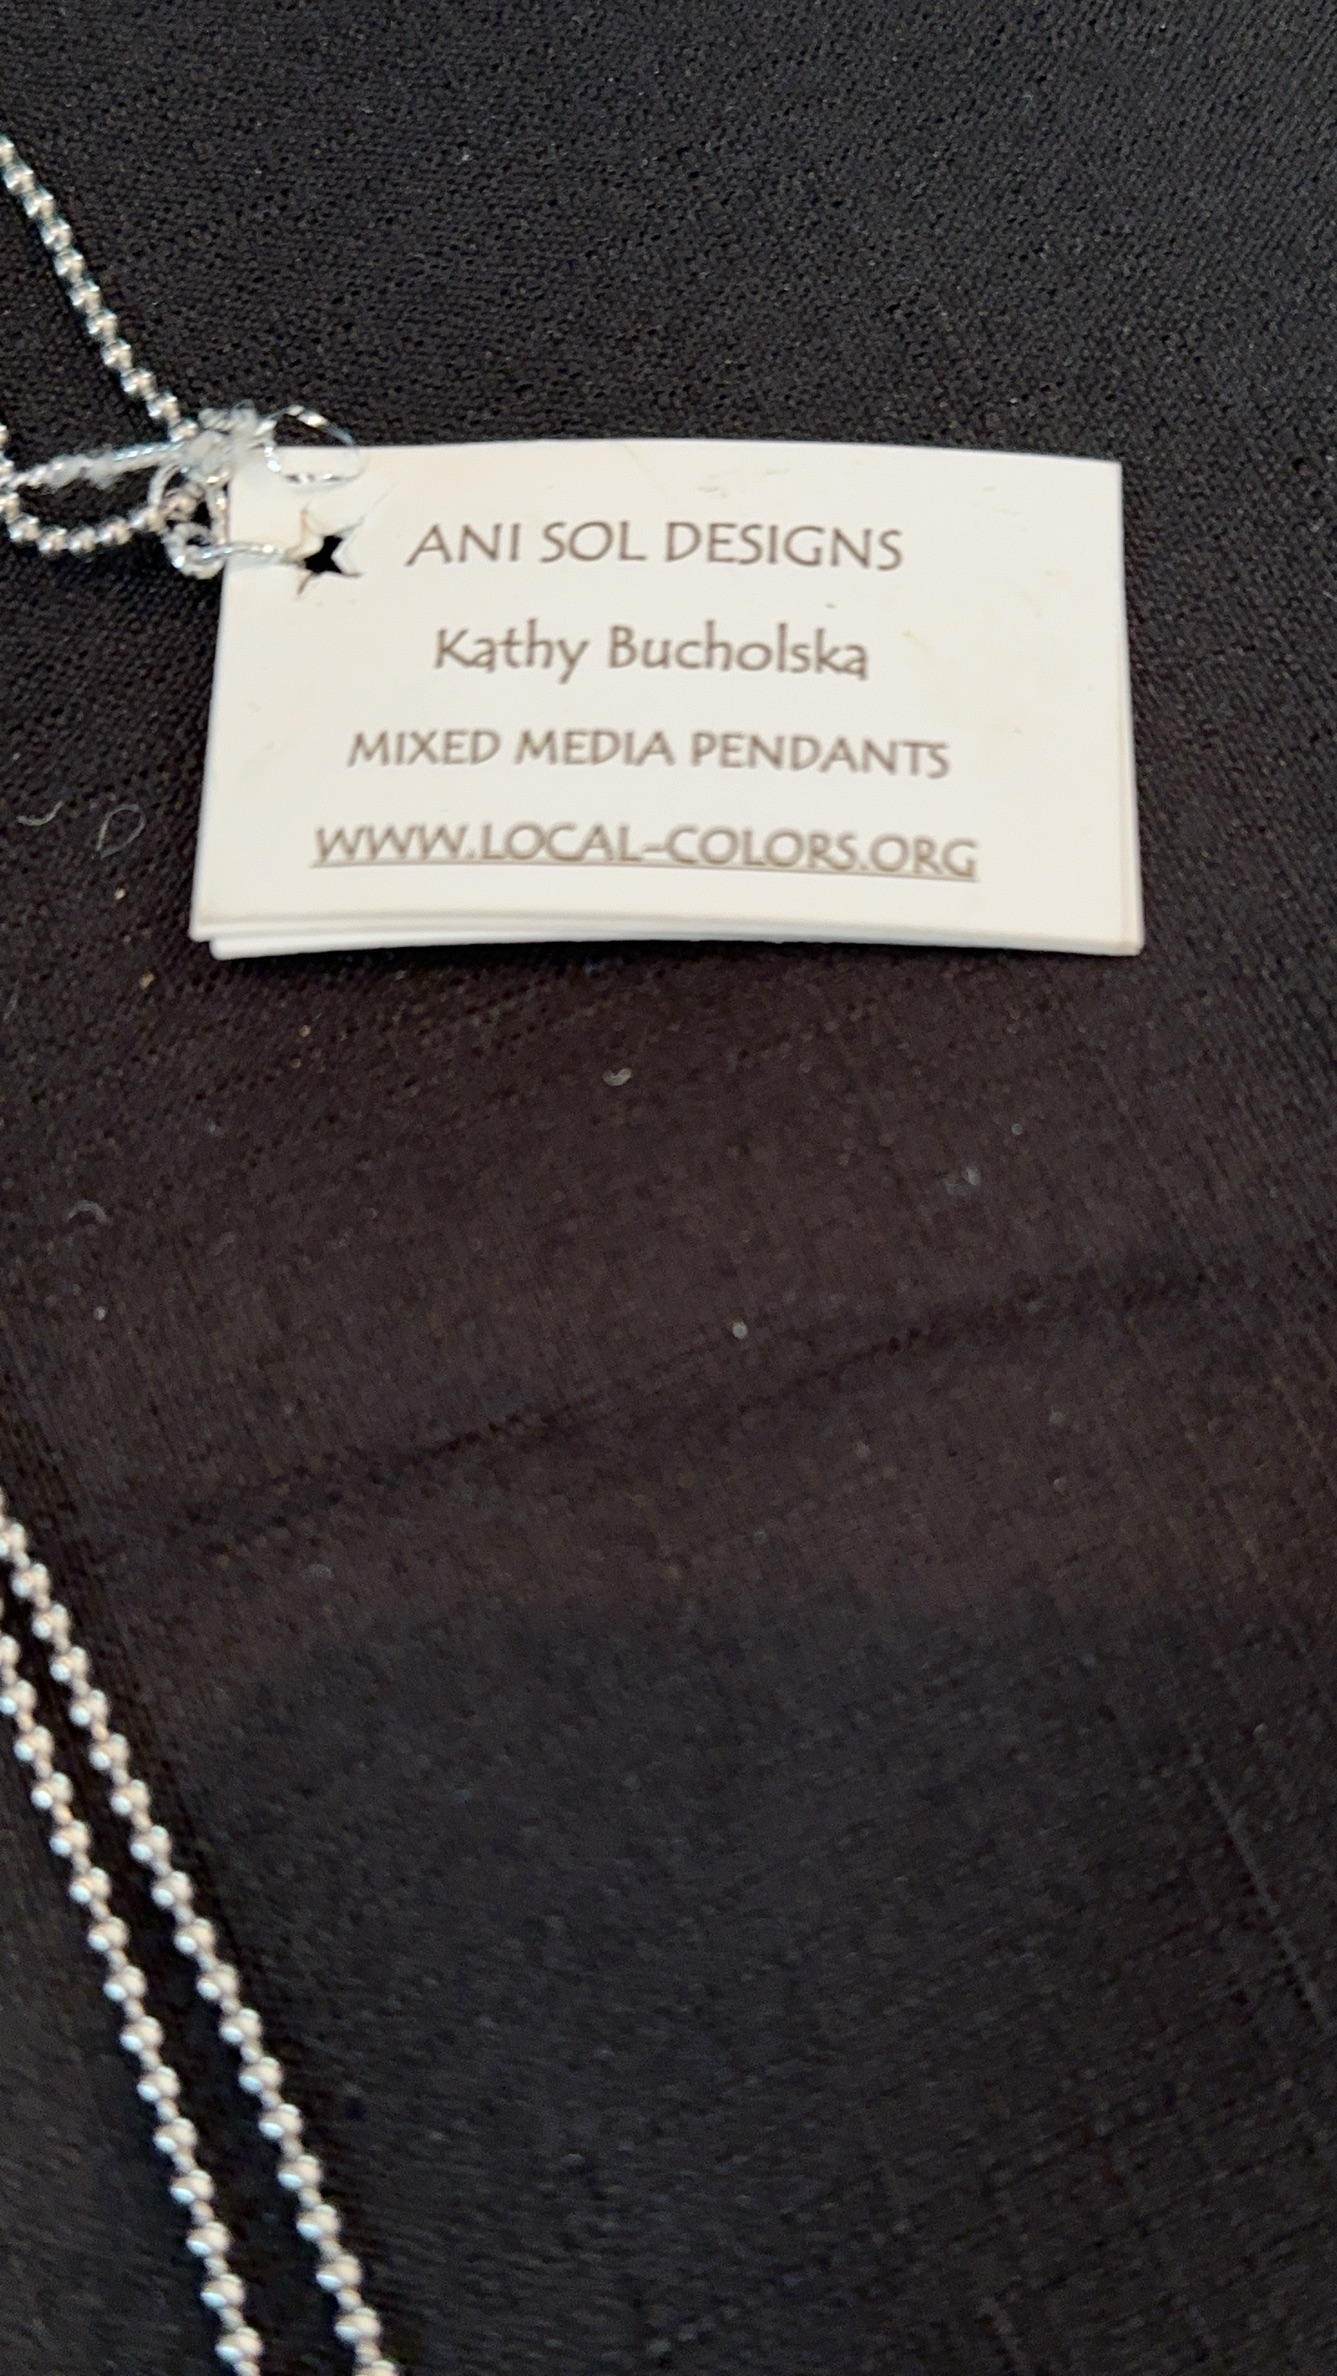 ANI SOL DESIGNS
Kathy Bucholska
MIXED MEDIA PENDANTS
WWW.LOCAL-COLORS.ORG